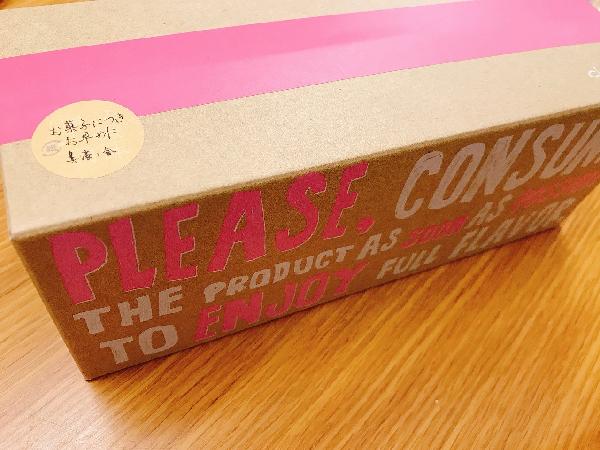 お菓子につき
お早めに
PLEASE, CONSUM
THE PRODUCT AS SOON AS
TO ENJOY FULL FLAVOR